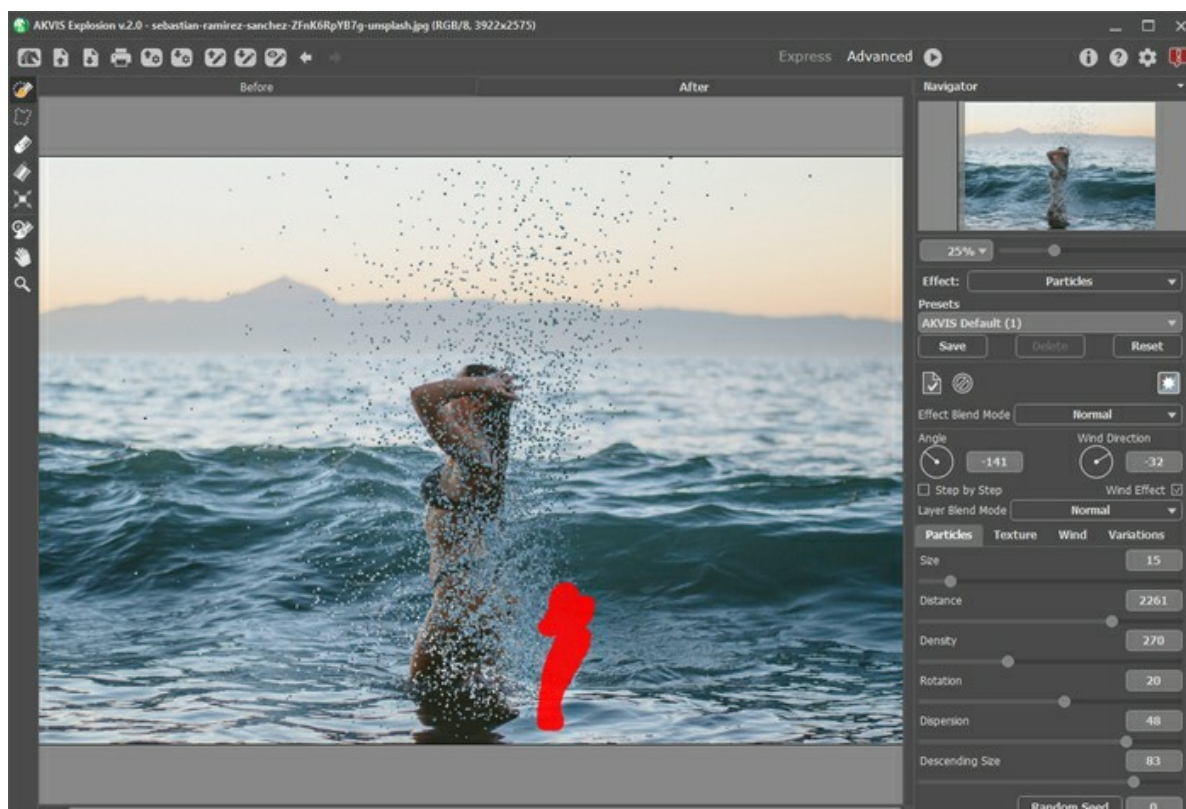 AKVIS Explosion v.2.0 - sebastian-ramirez-sanchez-ZFnK6RpYB7g-unsplash.jpg (RGB/8, 3922x2575)
Express Advanced
Before After
Navigator
25%
Effect: Particles
Presets
AKVIS Default (1)
Save Delete Reset
Effect Blend Mode Normal
Angle Wind Direction
-141 -32
Step by Step Wind Effect
Layer Blend Mode Normal
Particles Texture Wind Variations
Size 15
Distance 2261
Density 270
Rotation 20
Dispersion 48
Descending Size 83
Random Seed 0